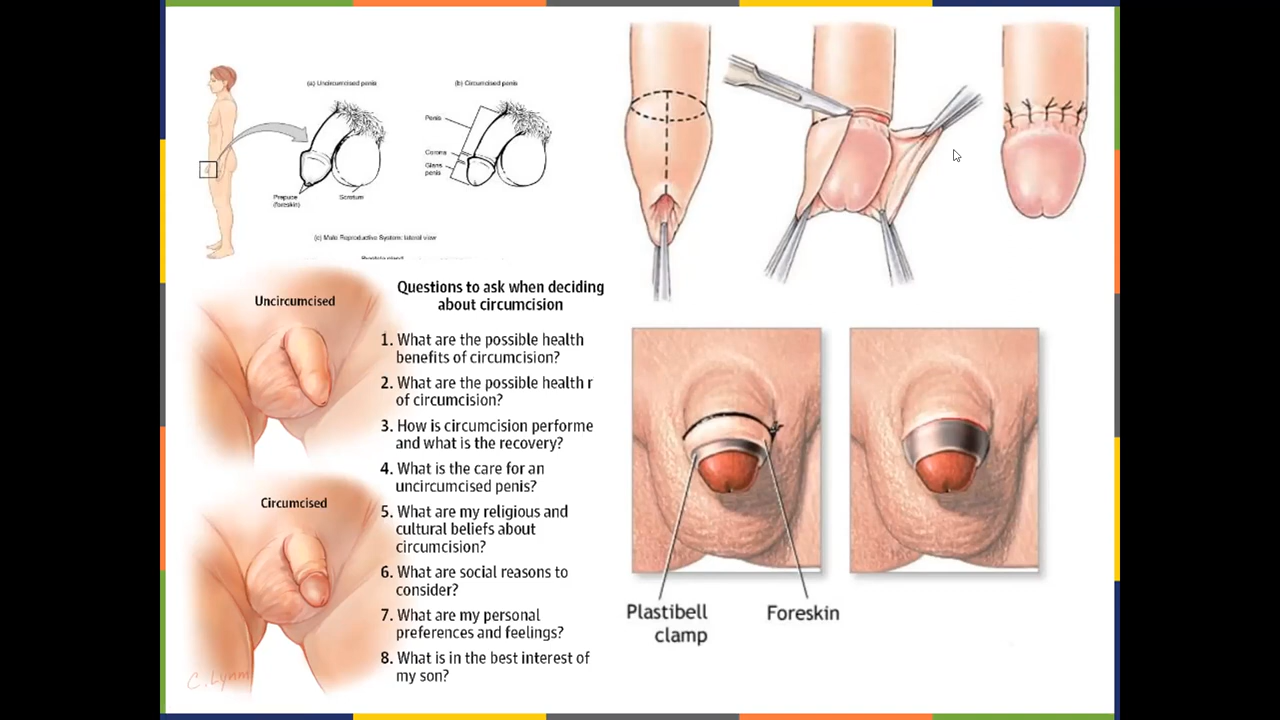 (a) Uncircumcised penis
(b) Circumcised penis
Penis
Corona
Glans
penis
Prepuce
(foreskin)
Scrotum
(c) Male Reproductive System: lateral view
Uncircumcised
Circumcised
C. Lynm
Questions to ask when deciding
about circumcision
1. What are the possible health
benefits of circumcision?
2. What are the possible health r
of circumcision?
3. How is circumcision performe
and what is the recovery?
4. What is the care for an
uncircumcised penis?
5. What are my religious and
cultural beliefs about
circumcision?
6. What are social reasons to
consider?
7. What are my personal
preferences and feelings?
8. What is in the best interest of
my son?
Plastibell
clamp
Foreskin